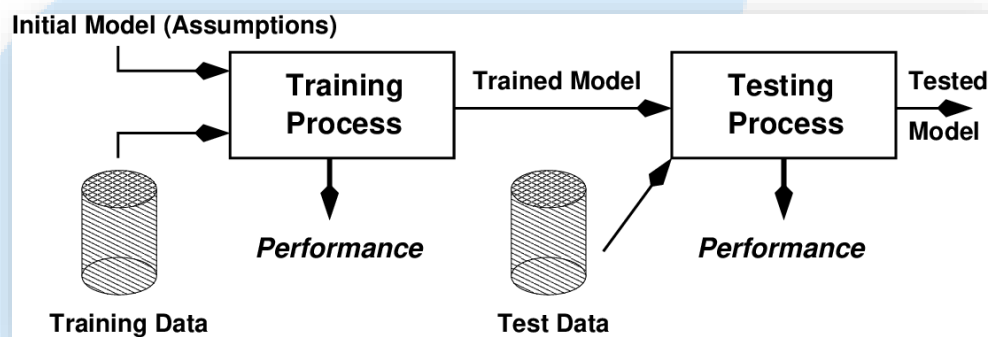 Initial Model (Assumptions)
Training
Process
Trained Model
Testing
Process
Tested
Model
Performance
Performance
Training Data
Test Data